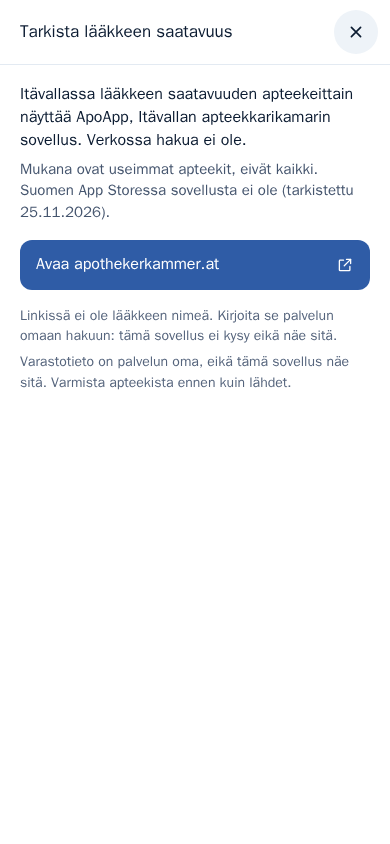 Tarkista lääkkeen saatavuus
Itävallassa lääkkeen saatavuuden apteekeittain
näyttää ApoApp, Itävallan apteekkarikamarin
sovellus. Verkossa hakua ei ole.
Mukana ovat useimmat apteekit, eivät kaikki.
Suomen App Storessa sovellusta ei ole (tarkistettu
25.11.2026).
Avaa apothekerkammer.at
Linkissä ei ole lääkkeen nimeä. Kirjoita se palvelun
omaan hakuun: tämä sovellus ei kysy eikä näe sitä.
Varastotieto on palvelun oma, eikä tämä sovellus näe
sitä. Varmista apteekista ennen kuin lähdet.